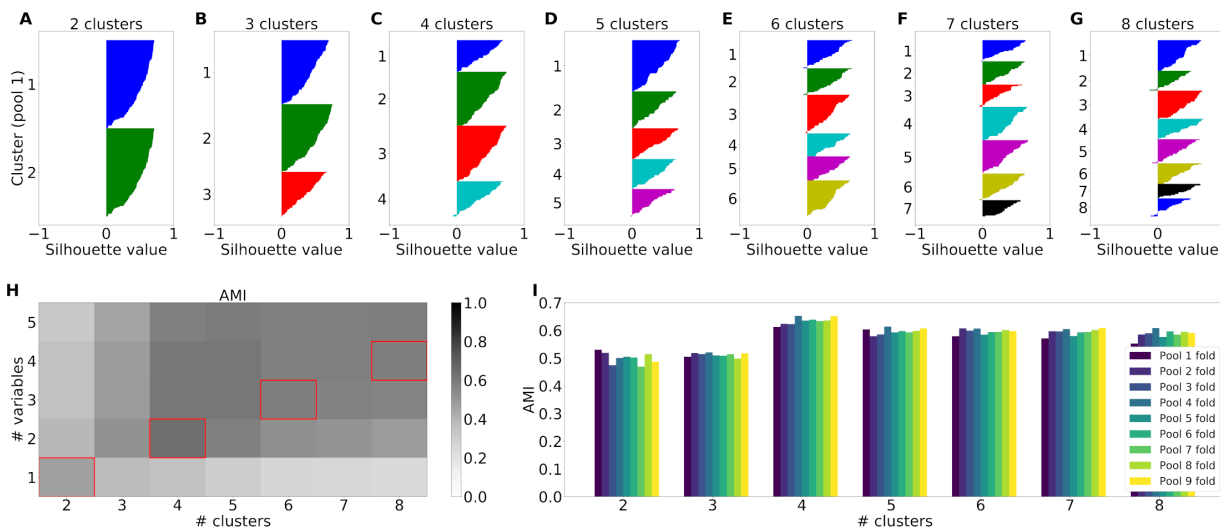 A 2 clusters
B 3 clusters
C 4 clusters
D 5 clusters
E 6 clusters
F 7 clusters
G 8 clusters
Cluster (pool 1)
1
2
−1 0 1
Silhouette value
1
2
3
−1 0 1
Silhouette value
1
2
3
4
−1 0 1
Silhouette value
1
2
3
4
5
−1 0 1
Silhouette value
1
2
3
4
5
6
−1 0 1
Silhouette value
1
2
3
4
5
6
7
−1 0 1
Silhouette value
1
2
3
4
5
6
7
8
−1 0 1
Silhouette value
H AMI
# variables
5
4
3
2
1
2 3 4 5 6 7 8
# clusters
1.0
0.8
0.6
0.4
0.2
0.0
I
AMI
0.7
0.6
0.5
0.4
0.3
0.2
0.1
0.0
2 3 4 5 6 7 8
# clusters
Pool 1 fold
Pool 2 fold
Pool 3 fold
Pool 4 fold
Pool 5 fold
Pool 6 fold
Pool 7 fold
Pool 8 fold
Pool 9 fold